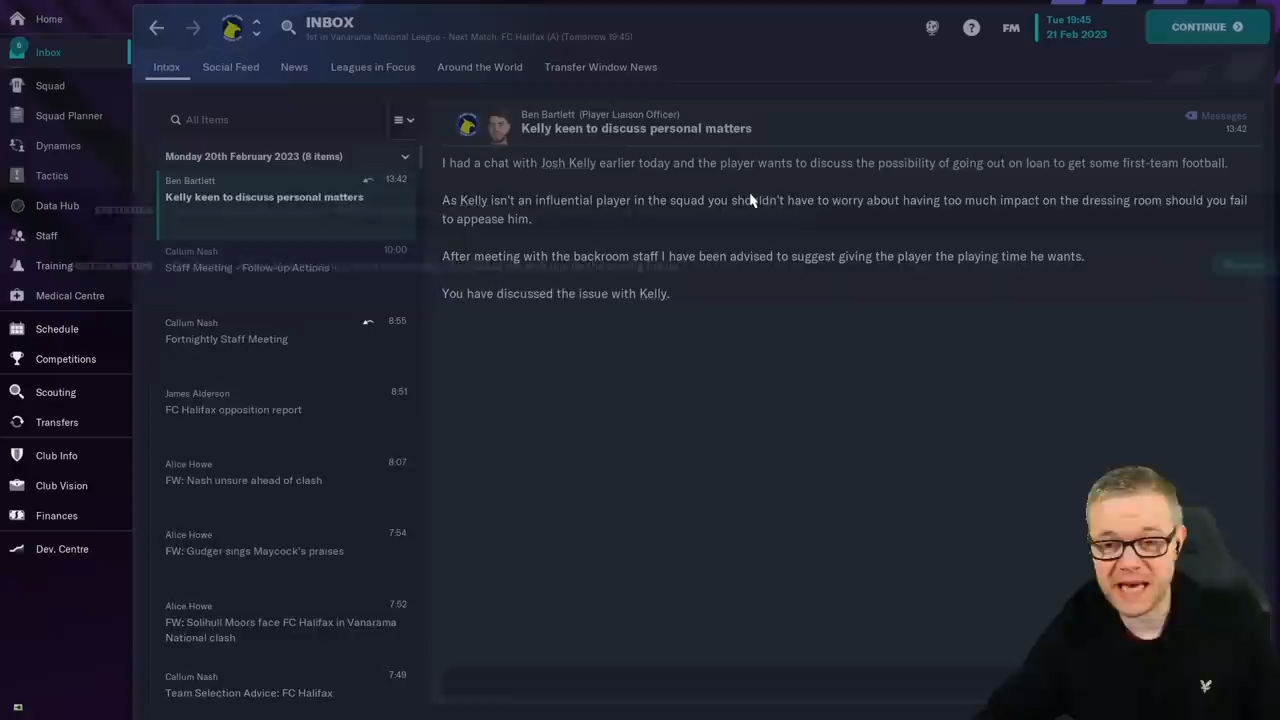 Home
INBOX
1st in Vanarama National League - Next Match: FC Halifax (A) (Tomorrow 19:45)
FM
Tue 19:45
21 Feb 2023
CONTINUE
6
Inbox
Squad
Squad Planner
Dynamics
Tactics
Data Hub
Staff
Training
Medical Centre
Schedule
Competitions
Scouting
Transfers
Club Info
Club Vision
Finances
Dev. Centre
Inbox
Social Feed
News
Leagues in Focus
Around the World
Transfer Window News
All Items
Monday 20th February 2023 (8 items)
Ben Bartlett
13:42
Kelly keen to discuss personal matters
Callum Nash
10:00
Staff Meeting - Follow-up Actions
Callum Nash
8:55
Fortnightly Staff Meeting
James Alderson
8:51
FC Halifax opposition report
Alice Howe
8:07
FW: Nash unsure ahead of clash
Alice Howe
7:54
FW: Gudger sings Maycock's praises
Alice Howe
7:52
FW: Solihull Moors face FC Halifax in Vanarama
National clash
Callum Nash
7:49
Team Selection Advice: FC Halifax
Ben Bartlett (Player Liaison Officer)
Kelly keen to discuss personal matters
Messages
13:42
I had a chat with Josh Kelly earlier today and the player wants to discuss the possibility of going out on loan to get some first-team football.
As Kelly isn't an influential player in the squad you shouldn't have to worry about having too much impact on the dressing room should you fail
to appease him.
After meeting with the backroom staff I have been advised to suggest giving the player the playing time he wants.
You have discussed the issue with Kelly.